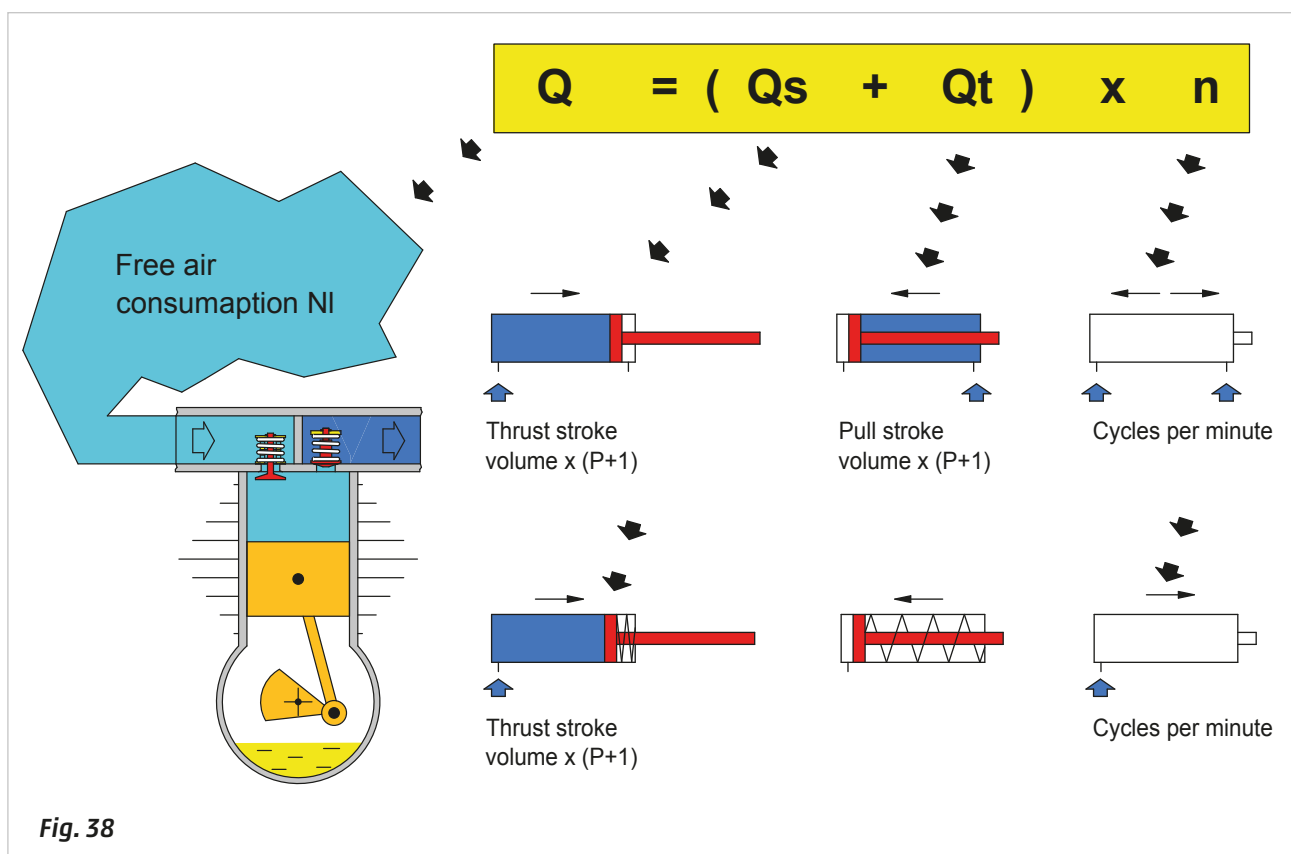 Q = ( Qs + Qt ) x n
Free air
consumaption Nl
Thrust stroke
volume x (P+1)
Pull stroke
volume x (P+1)
Cycles per minute
Thrust stroke
volume x (P+1)
Cycles per minute
Fig. 38